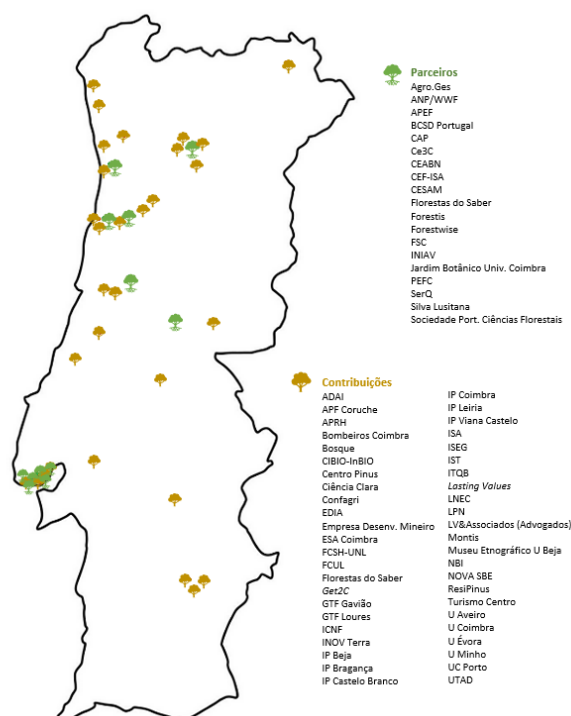 Parceiros
Agro.Ges
ANP/WWF
APEF
BCSD Portugal
CAP
Ce3C
CEABN
CEF-ISA
CESAM
Florestas do Saber
Forestis
Forestwise
FSC
INIAV
Jardim Botânico Univ. Coimbra
PEFC
SerQ
Silva Lusitana
Sociedade Port. Ciências Florestais
Contribuições
ADAI
APF Coruche
APRH
Bombeiros Coimbra
Bosque
CIBIO-InBIO
Centro Pinus
Ciência Clara
Confagri
EDIA
Empresa Desenv. Mineiro
ESA Coimbra
FCSH-UNL
FCUL
Florestas do Saber
Get2C
GTF Gavião
GTF Loures
ICNF
INOV Terra
IP Beja
IP Bragança
IP Castelo Branco
IP Coimbra
IP Leiria
IP Viana Castelo
ISA
ISEG
IST
ITQB
Lasting Values
LNEC
LPN
LV&Associados (Advogados)
Montis
Museu Etnográfico U Beja
NBI
NOVA SBE
ResiPinus
Turismo Centro
U Aveiro
U Coimbra
U Évora
U Minho
UC Porto
UTAD